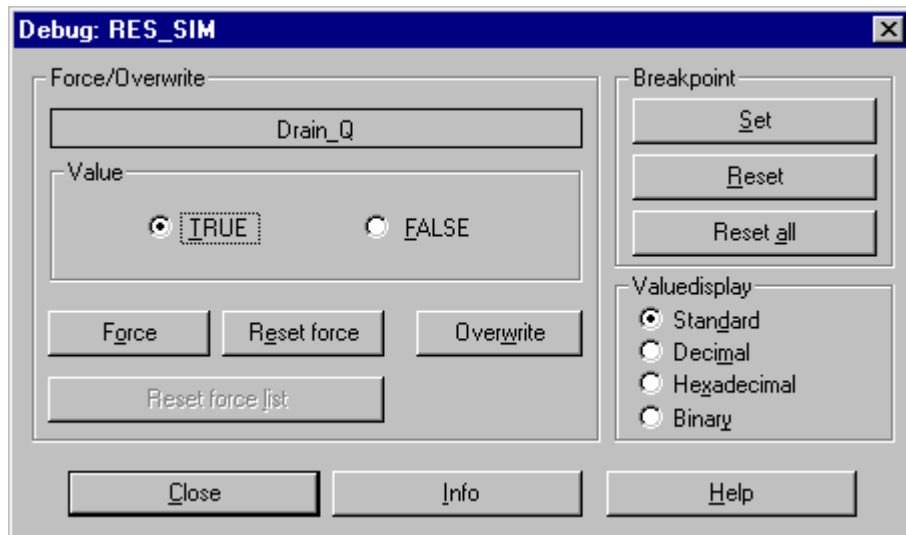 Debug: RES_SIM
Force/Overwrite
Drain_Q
Value
TRUE
FALSE
Force
Reset force
Overwrite
Reset force list
Breakpoint
Set
Reset
Reset all
Valuedisplay
Standard
Decimal
Hexadecimal
Binary
Close
Info
Help